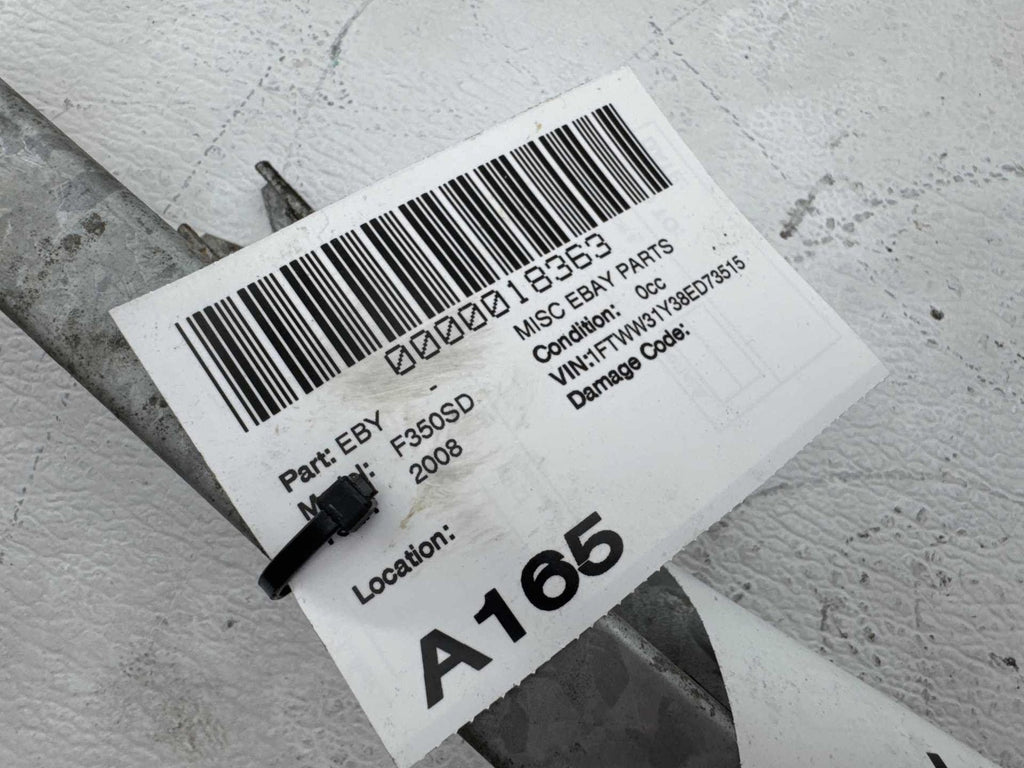 0000018363
Part: EBY - MISC EBAY PARTS
F350SD Condition: 0cc
2008 VIN:1FTWW31Y38ED73515
Damage Code:
Location:
A165